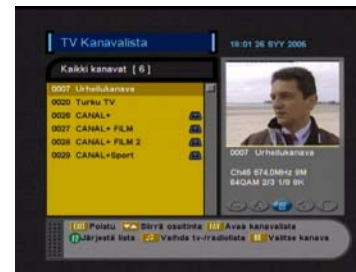 TV Kanavalista
18:01 26 SYY 2005
Kaikki kanavat [ 6 ]
0007 Urheilukanava
0020 Turku TV
0026 CANAL+
0027 CANAL+ FILM
0028 CANAL+ FILM 2
0029 CANAL+Sport
0007 Urheilukanava
Ch46 674.0MHz 8M
64QAM 2/3 1/8 8K
Poistu Siirrä osoitinta Avaa kanavalista
Järjestä lista Vaihda tv-/radiolista Valitse kanava